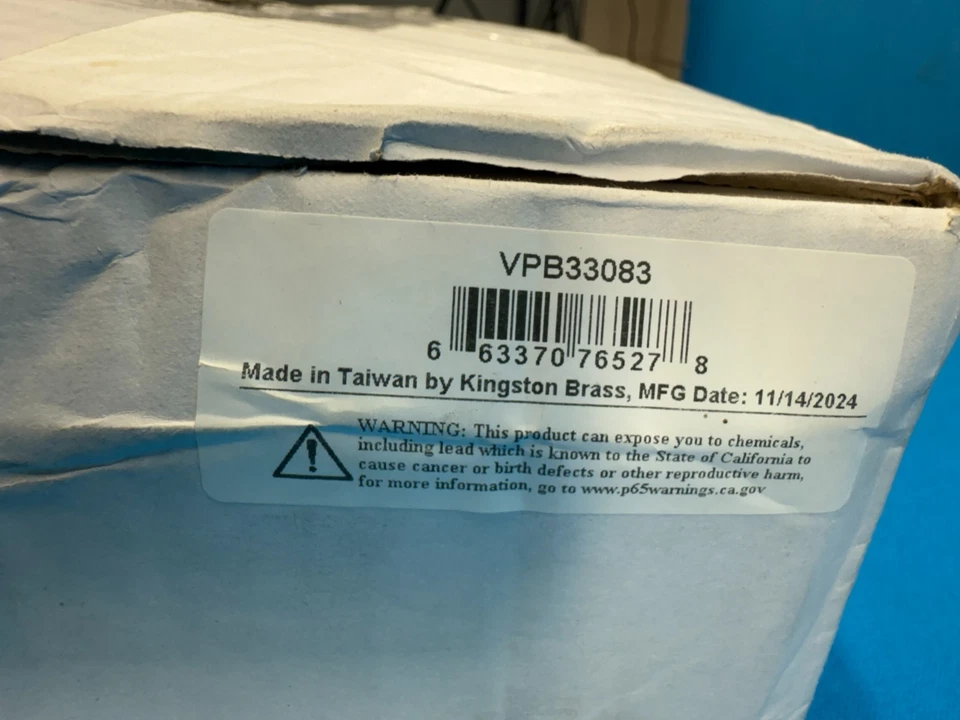 VPB33083
6 63370 76527 8
Made in Taiwan by Kingston Brass, MFG Date: 11/14/2024
WARNING: This product can expose you to chemicals,
including lead which is known to the State of California to
cause cancer or birth defects or other reproductive harm,
for more information, go to www.p65warnings.ca.gov